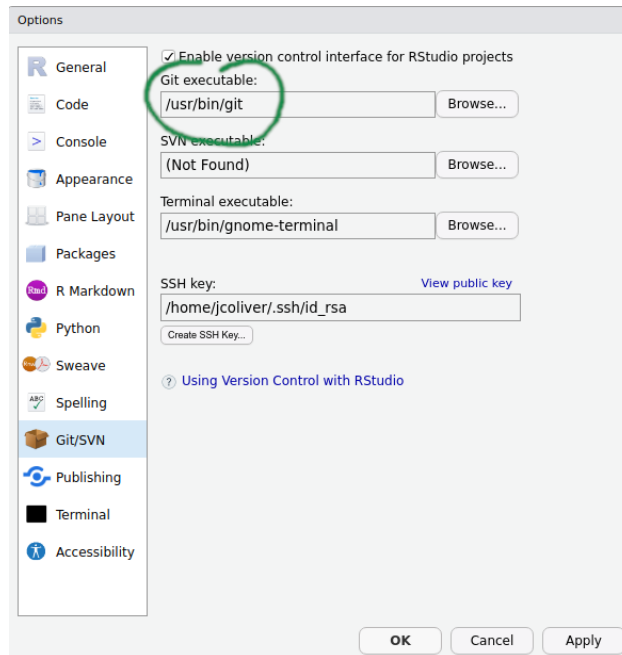 Options
General
Code
Console
Appearance
Pane Layout
Packages
Rmd
R Markdown
Python
Sweave
ABC
Spelling
Git/SVN
Publishing
Terminal
Accessibility
Enable version control interface for RStudio projects
Git executable:
/usr/bin/git
Browse...
SVN executable:
(Not Found)
Browse...
Terminal executable:
/usr/bin/gnome-terminal
Browse...
SSH key:
View public key
/home/jcoliver/.ssh/id_rsa
Create SSH Key...
? Using Version Control with RStudio
OK
Cancel
Apply